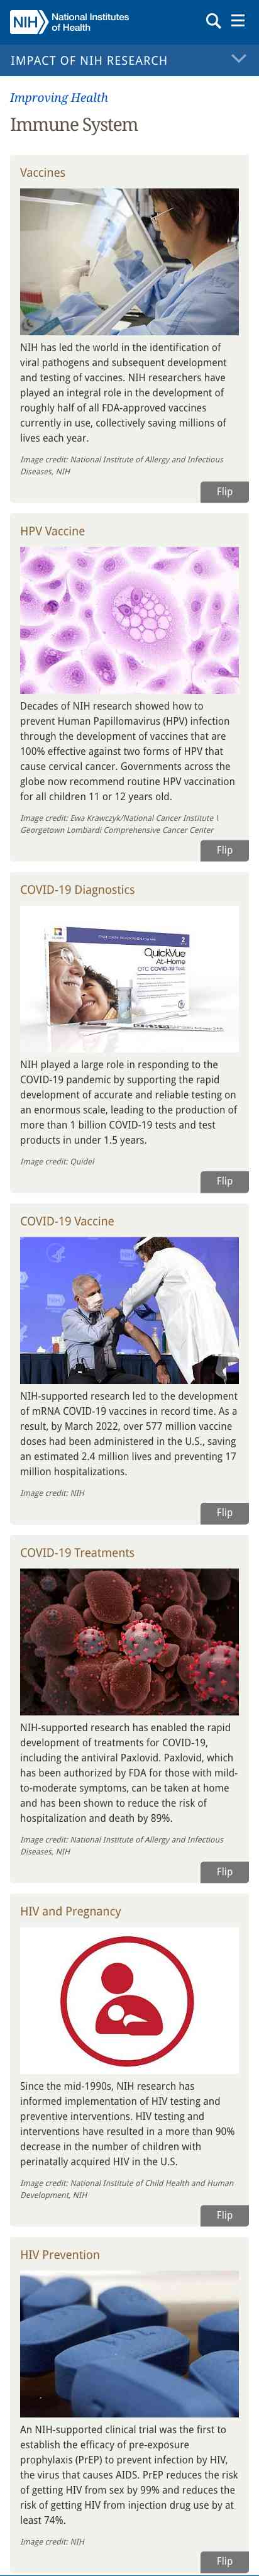 NIH
National Institutes
of Health
IMPACT OF NIH RESEARCH
Improving Health
Immune System
Vaccines
NIH has led the world in the identification of
viral pathogens and subsequent development
and testing of vaccines. NIH researchers have
played an integral role in the development of
roughly half of all FDA-approved vaccines
currently in use, collectively saving millions of
lives each year.
Image credit: National Institute of Allergy and Infectious
Diseases, NIH
Flip
HPV Vaccine
Decades of NIH research showed how to
prevent Human Papillomavirus (HPV) infection
through the development of vaccines that are
100% effective against two forms of HPV that
cause cervical cancer. Governments across the
globe now recommend routine HPV vaccination
for all children 11 or 12 years old.
Image credit: Ewa Krawczyk/National Cancer Institute \
Georgetown Lombardi Comprehensive Cancer Center
Flip
COVID-19 Diagnostics
QuickVue
At-Home
OTC COVID-19 Test
2
NIH played a large role in responding to the
COVID-19 pandemic by supporting the rapid
development of accurate and reliable testing on
an enormous scale, leading to the production of
more than 1 billion COVID-19 tests and test
products in under 1.5 years.
Image credit: Quidel
Flip
COVID-19 Vaccine
NIH-supported research led to the development
of mRNA COVID-19 vaccines in record time. As a
result, by March 2022, over 577 million vaccine
doses had been administered in the U.S., saving
an estimated 2.4 million lives and preventing 17
million hospitalizations.
Image credit: NIH
Flip
COVID-19 Treatments
NIH-supported research has enabled the rapid
development of treatments for COVID-19,
including the antiviral Paxlovid. Paxlovid, which
has been authorized by FDA for those with mild-
to-moderate symptoms, can be taken at home
and has been shown to reduce the risk of
hospitalization and death by 89%.
Image credit: National Institute of Allergy and Infectious
Diseases, NIH
Flip
HIV and Pregnancy
Since the mid-1990s, NIH research has
informed implementation of HIV testing and
preventive interventions. HIV testing and
interventions have resulted in a more than 90%
decrease in the number of children with
perinatally acquired HIV in the U.S.
Image credit: National Institute of Child Health and Human
Development, NIH
Flip
HIV Prevention
An NIH-supported clinical trial was the first to
establish the efficacy of pre-exposure
prophylaxis (PrEP) to prevent infection by HIV,
the virus that causes AIDS. PrEP reduces the risk
of getting HIV from sex by 99% and reduces the
risk of getting HIV from injection drug use by at
least 74%.
Image credit: NIH
Flip